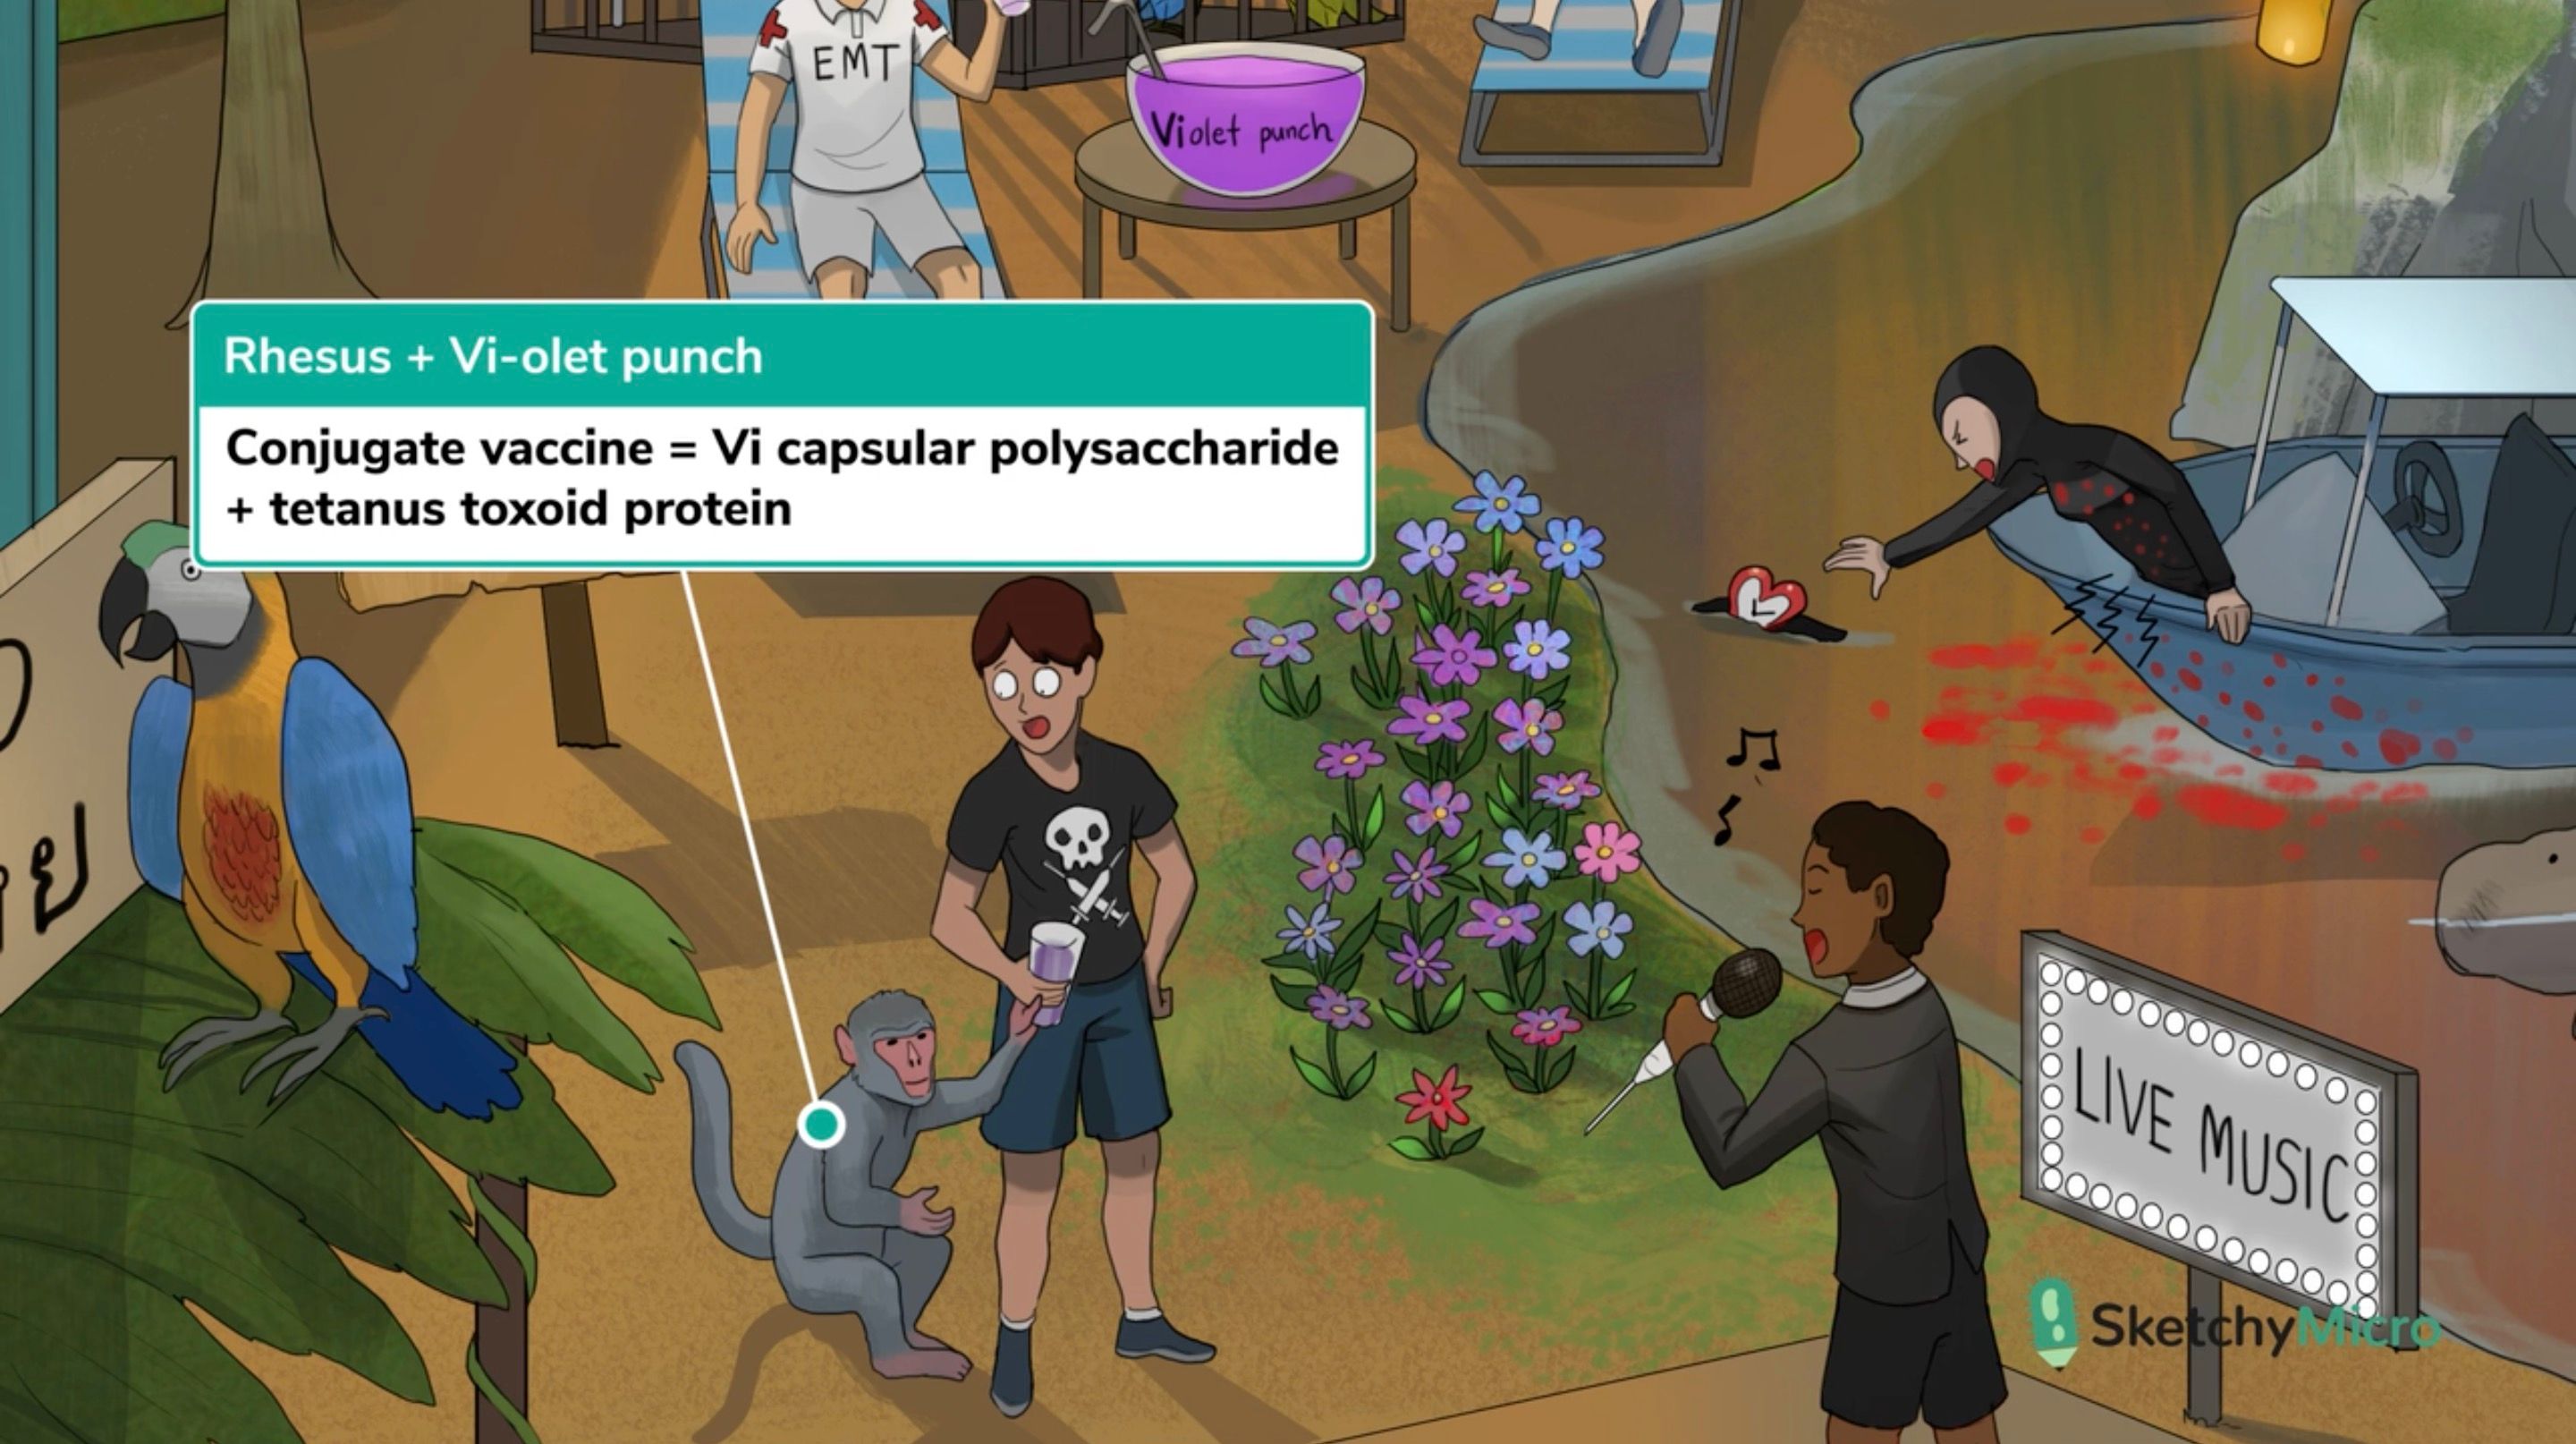 EMT
Violet punch
Rhesus + Vi-olet punch
Conjugate vaccine = Vi capsular polysaccharide
+ tetanus toxoid protein
LIVE MUSIC
SketchyMicro